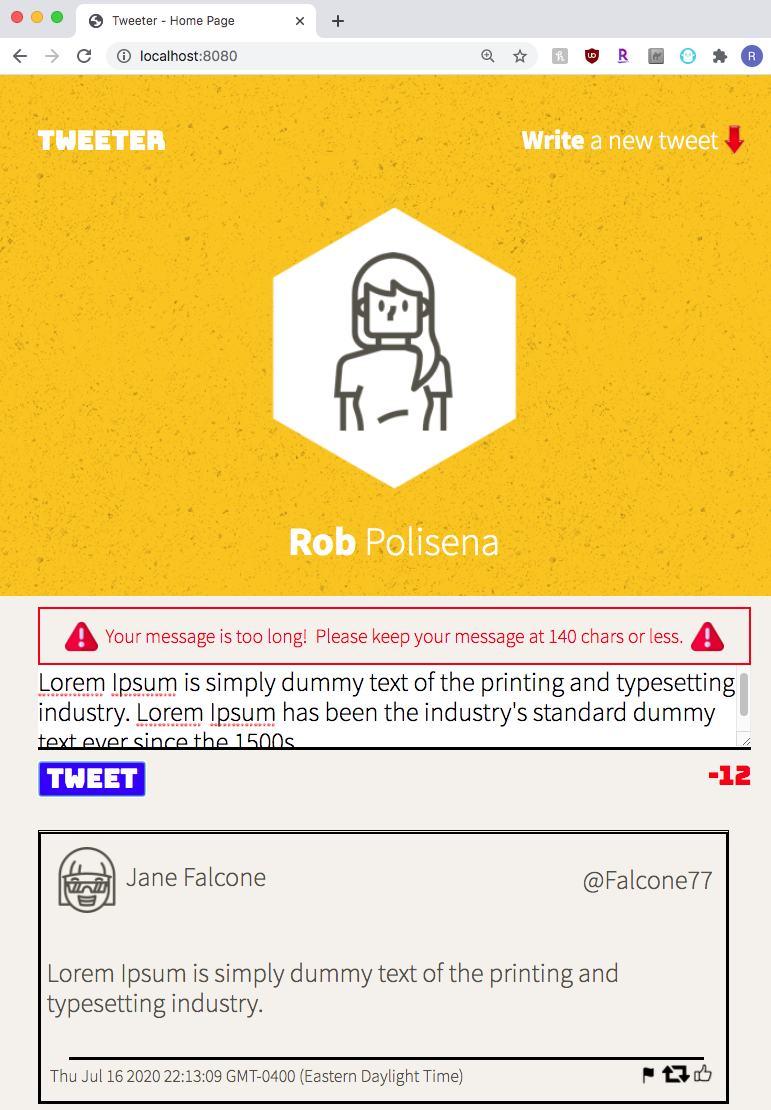 Tweeter - Home Page
localhost:8080
R
TWEETER
Write a new tweet
Rob Polisena
Your message is too long! Please keep your message at 140 chars or less.
Lorem Ipsum is simply dummy text of the printing and typesetting
industry. Lorem Ipsum has been the industry's standard dummy
text ever since the 1500s
TWEET
-12
Jane Falcone
@Falcone77
Lorem Ipsum is simply dummy text of the printing and
typesetting industry.
Thu Jul 16 2020 22:13:09 GMT-0400 (Eastern Daylight Time)